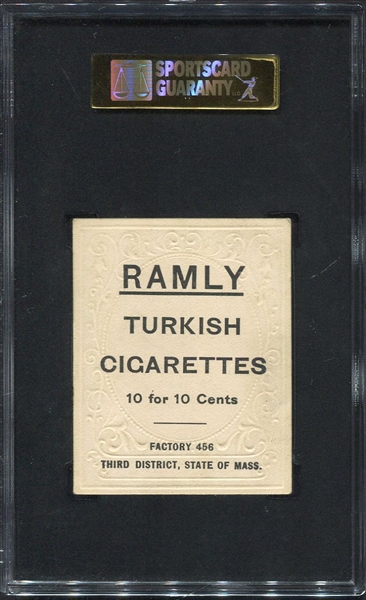 SPORTSCARD
GUARANTY
RAMLY
TURKISH
CIGARETTES
10 for 10 Cents
FACTORY 456
THIRD DISTRICT, STATE OF MASS.